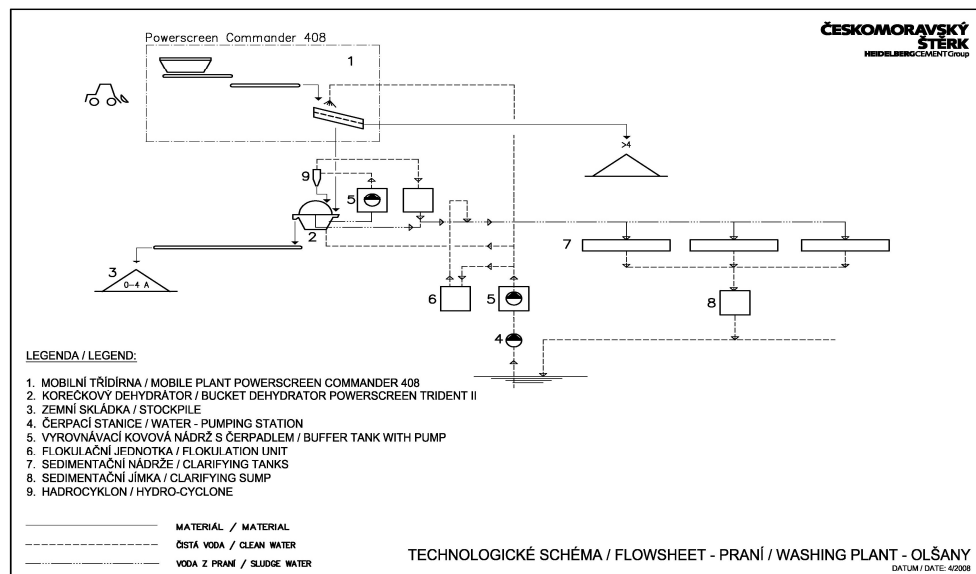 Powerscreen Commander 408
ČESKOMORAVSKÝ
ŠTĚRK
HEIDELBERGCEMENT Group
1
>4
9
5
2
7
3
0-4 A
6
5
8
4
LEGENDA / LEGEND:
1. MOBILNÍ TŘÍDÍRNA / MOBILE PLANT POWERSCREEN COMMANDER 408
2. KOREČKOVÝ DEHYDRÁTOR / BUCKET DEHYDRATOR POWERSCREEN TRIDENT II
3. ZEMNÍ SKLÁDKA / STOCKPILE
4. ČERPACÍ STANICE / WATER - PUMPING STATION
5. VYROVNÁVACÍ KOVOVÁ NÁDRŽ S ČERPADLEM / BUFFER TANK WITH PUMP
6. FLOKULAČNÍ JEDNOTKA / FLOKULATION UNIT
7. SEDIMENTAČNÍ NÁDRŽE / CLARIFYING TANKS
8. SEDIMENTAČNÍ JÍMKA / CLARIFYING SUMP
9. HADROCYKLON / HYDRO-CYCLONE
MATERIÁL / MATERIAL
ČISTÁ VODA / CLEAN WATER
VODA Z PRANÍ / SLUDGE WATER
TECHNOLOGICKÉ SCHÉMA / FLOWSHEET - PRANÍ / WASHING PLANT - OLŠANY
DATUM / DATE: 4/2008